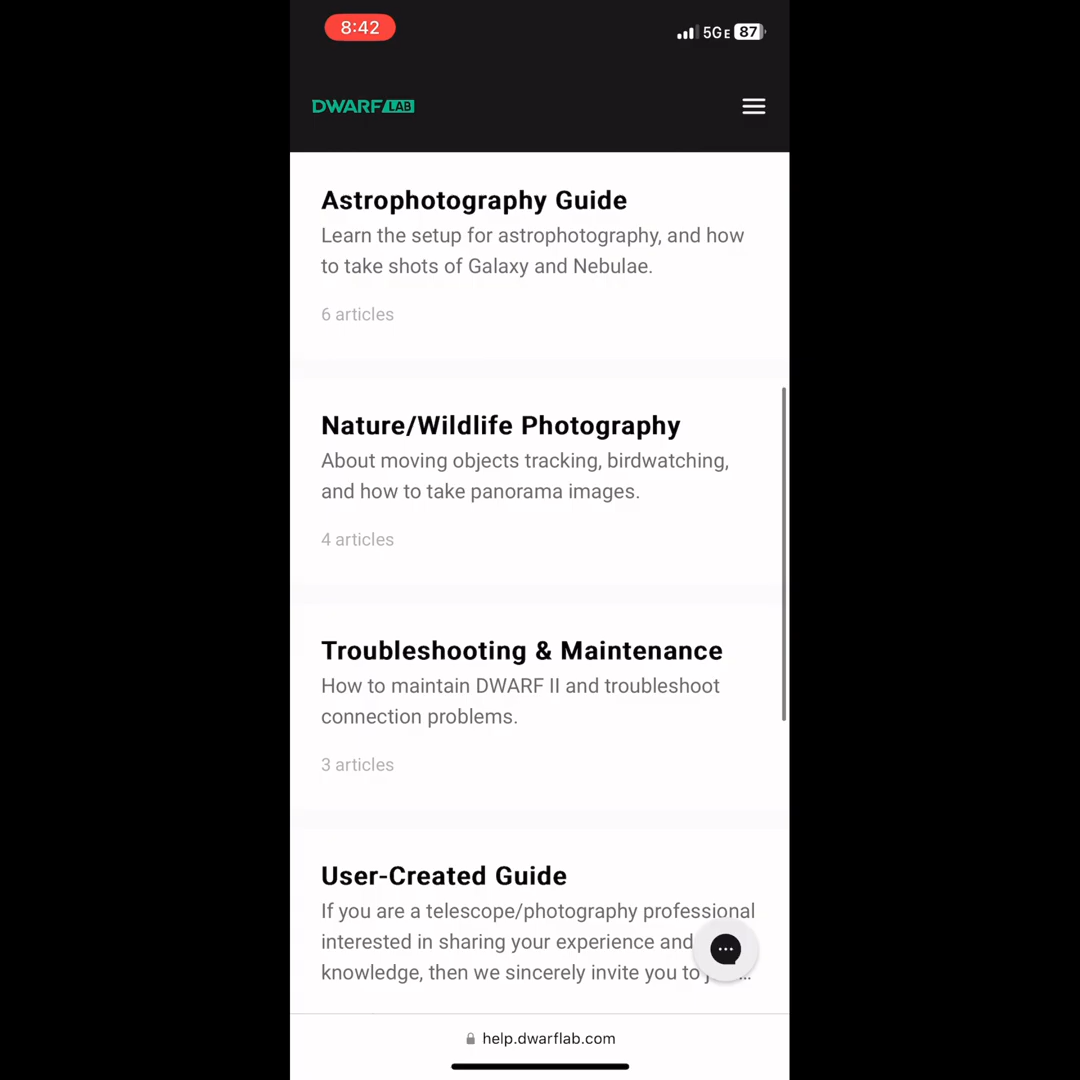 8:42
5GE 87
DWARFLAB
Astrophotography Guide
Learn the setup for astrophotography, and how
to take shots of Galaxy and Nebulae.
6 articles
Nature/Wildlife Photography
About moving objects tracking, birdwatching,
and how to take panorama images.
4 articles
Troubleshooting & Maintenance
How to maintain DWARF II and troubleshoot
connection problems.
3 articles
User-Created Guide
If you are a telescope/photography professional
interested in sharing your experience and
knowledge, then we sincerely invite you to
help.dwarflab.com